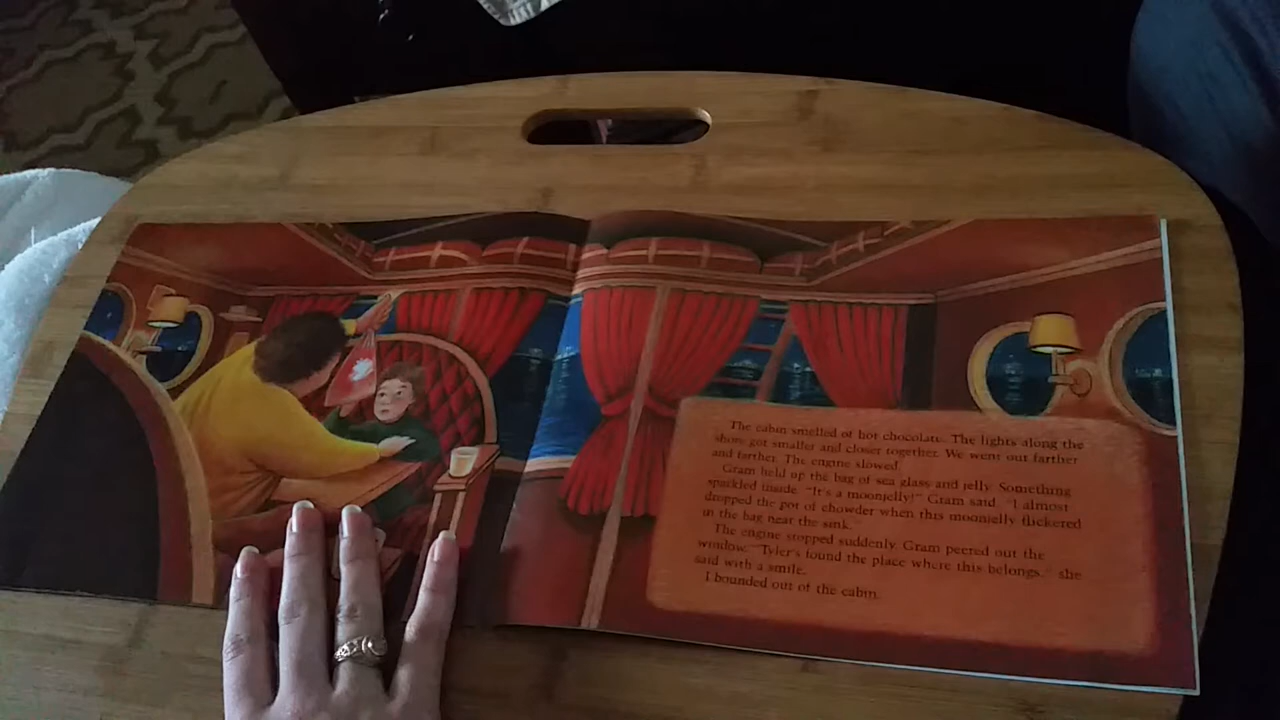 The cabin smelled of hot chocolate. The lights along the
shore got smaller and closer together. We went out farther
and farther. The engine slowed.
Gram held up the bag of sea glass and jelly. Something
sparkled inside. "It's a moonjelly!" Gram said. "I almost
dropped the pot of chowder when this moonjelly flickered
in the bag near the sink."
The engine stopped suddenly. Gram peered out the
window. "Tyler's found the place where this belongs," she
said with a smile.
I bounded out of the cabin.